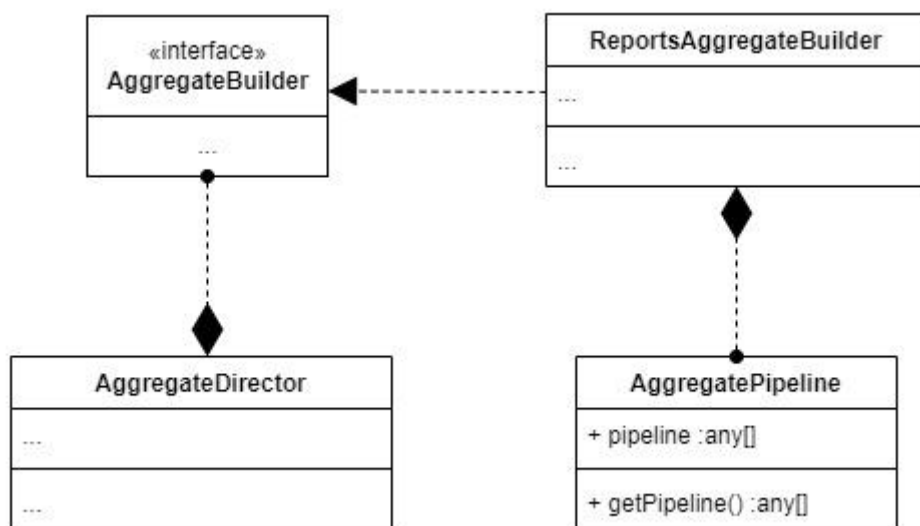 «interface»
AggregateBuilder
...
ReportsAggregateBuilder
...
...
AggregateDirector
...
...
AggregatePipeline
+ pipeline :any[]
+ getPipeline() :any[]